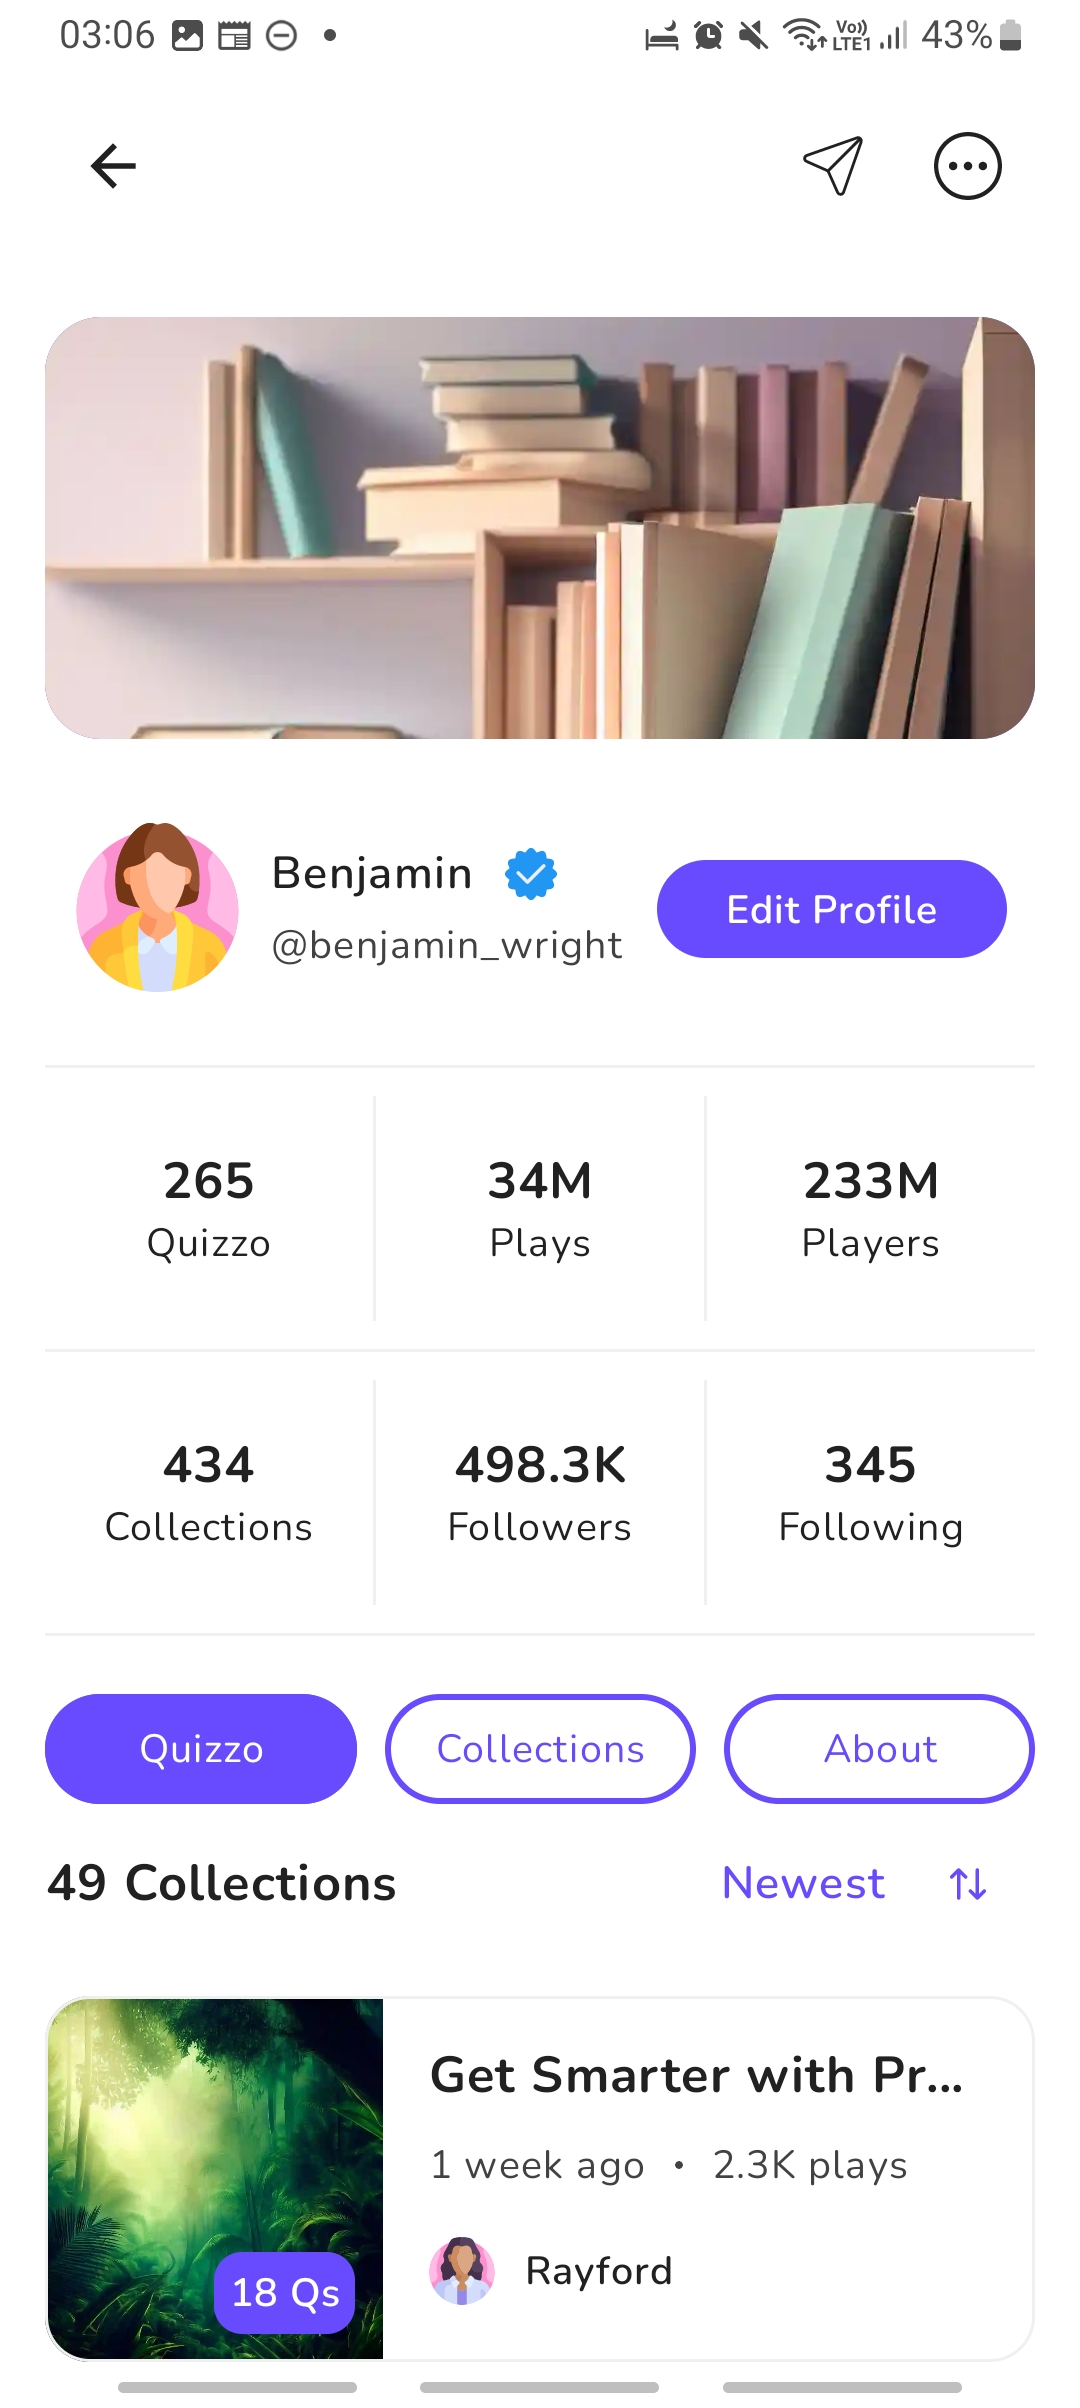 03:06
Vo))
LTE1
43%
Benjamin
@benjamin_wright
Edit Profile
265
Quizzo
34M
Plays
233M
Players
434
Collections
498.3K
Followers
345
Following
Quizzo
Collections
About
49 Collections
Newest
Get Smarter with Pr...
1 week ago • 2.3K plays
Rayford
18 Qs